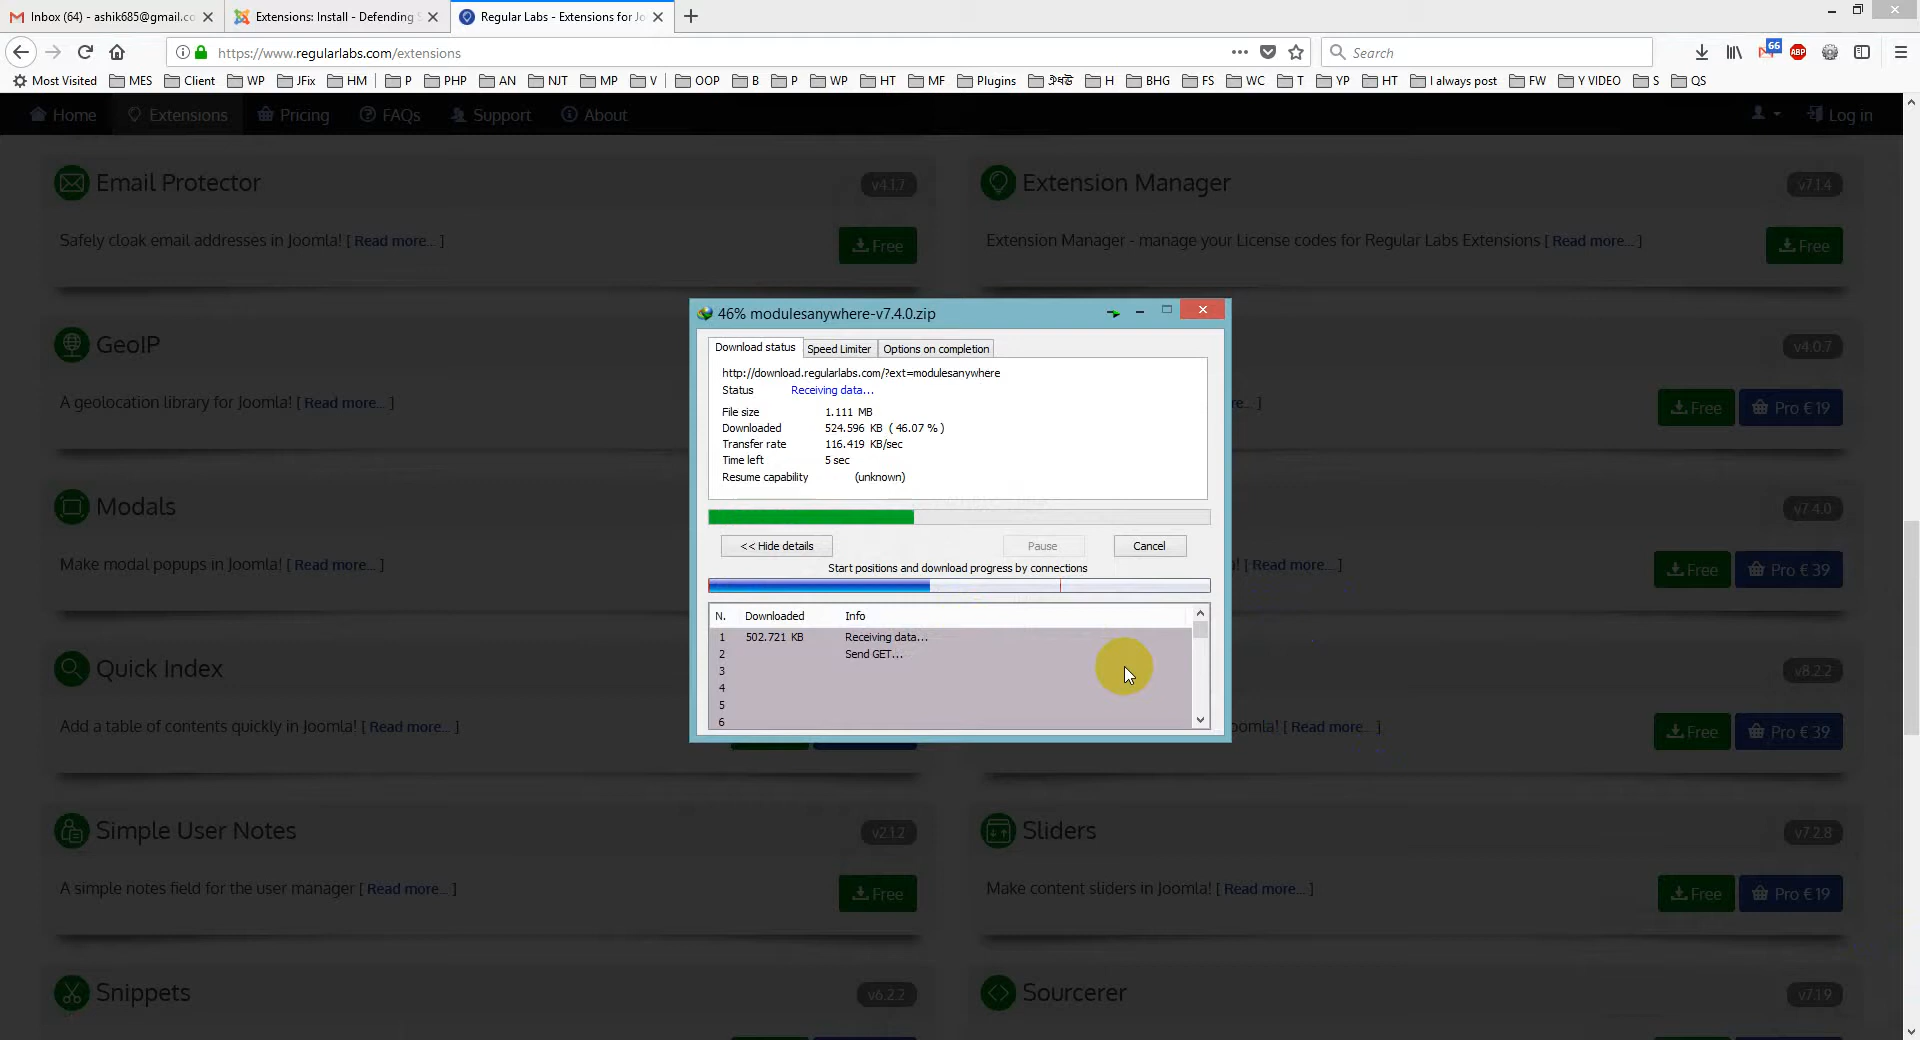 Inbox (64) - ashik685@gmail.co
Extensions: Install - Defending S
Regular Labs - Extensions for Jo
https://www.regularlabs.com/extensions
Search
66
ABP
Most Visited MES Client WP JFix HM P PHP AN NJT MP V OOP B P WP HT MF Plugins ঐধউ H BHG FS WC T YP HT I always post FW Y VIDEO S QS
Home Extensions Pricing FAQs Support About Log in
Email Protector v4.1.7
Safely cloak email addresses in Joomla! [ Read more... ]
Free
Extension Manager v7.1.4
Extension Manager - manage your License codes for Regular Labs Extensions [ Read more... ]
Free
GeoIP
A geolocation library for Joomla! [ Read more... ]
v4.0.7
re... ]
Free Pro € 19
Modals
Make modal popups in Joomla! [ Read more... ]
v7.4.0
! [ Read more... ]
Free Pro € 39
Quick Index
Add a table of contents quickly in Joomla! [ Read more... ]
v8.2.2
oomla! [ Read more... ]
Free Pro € 39
Simple User Notes v2.1.2
A simple notes field for the user manager [ Read more... ]
Free
Sliders v7.2.8
Make content sliders in Joomla! [ Read more... ]
Free Pro € 19
Snippets v6.2.2
Sourcerer v7.1.9
46% modulesanywhere-v7.4.0.zip
Download status Speed Limiter Options on completion
http://download.regularlabs.com/?ext=modulesanywhere
Status Receiving data...
File size 1.111 MB
Downloaded 524.596 KB ( 46.07 % )
Transfer rate 116.419 KB/sec
Time left 5 sec
Resume capability (unknown)
<< Hide details Pause Cancel
Start positions and download progress by connections
N. Downloaded Info
1 502.721 KB Receiving data...
2 Send GET...
3
4
5
6